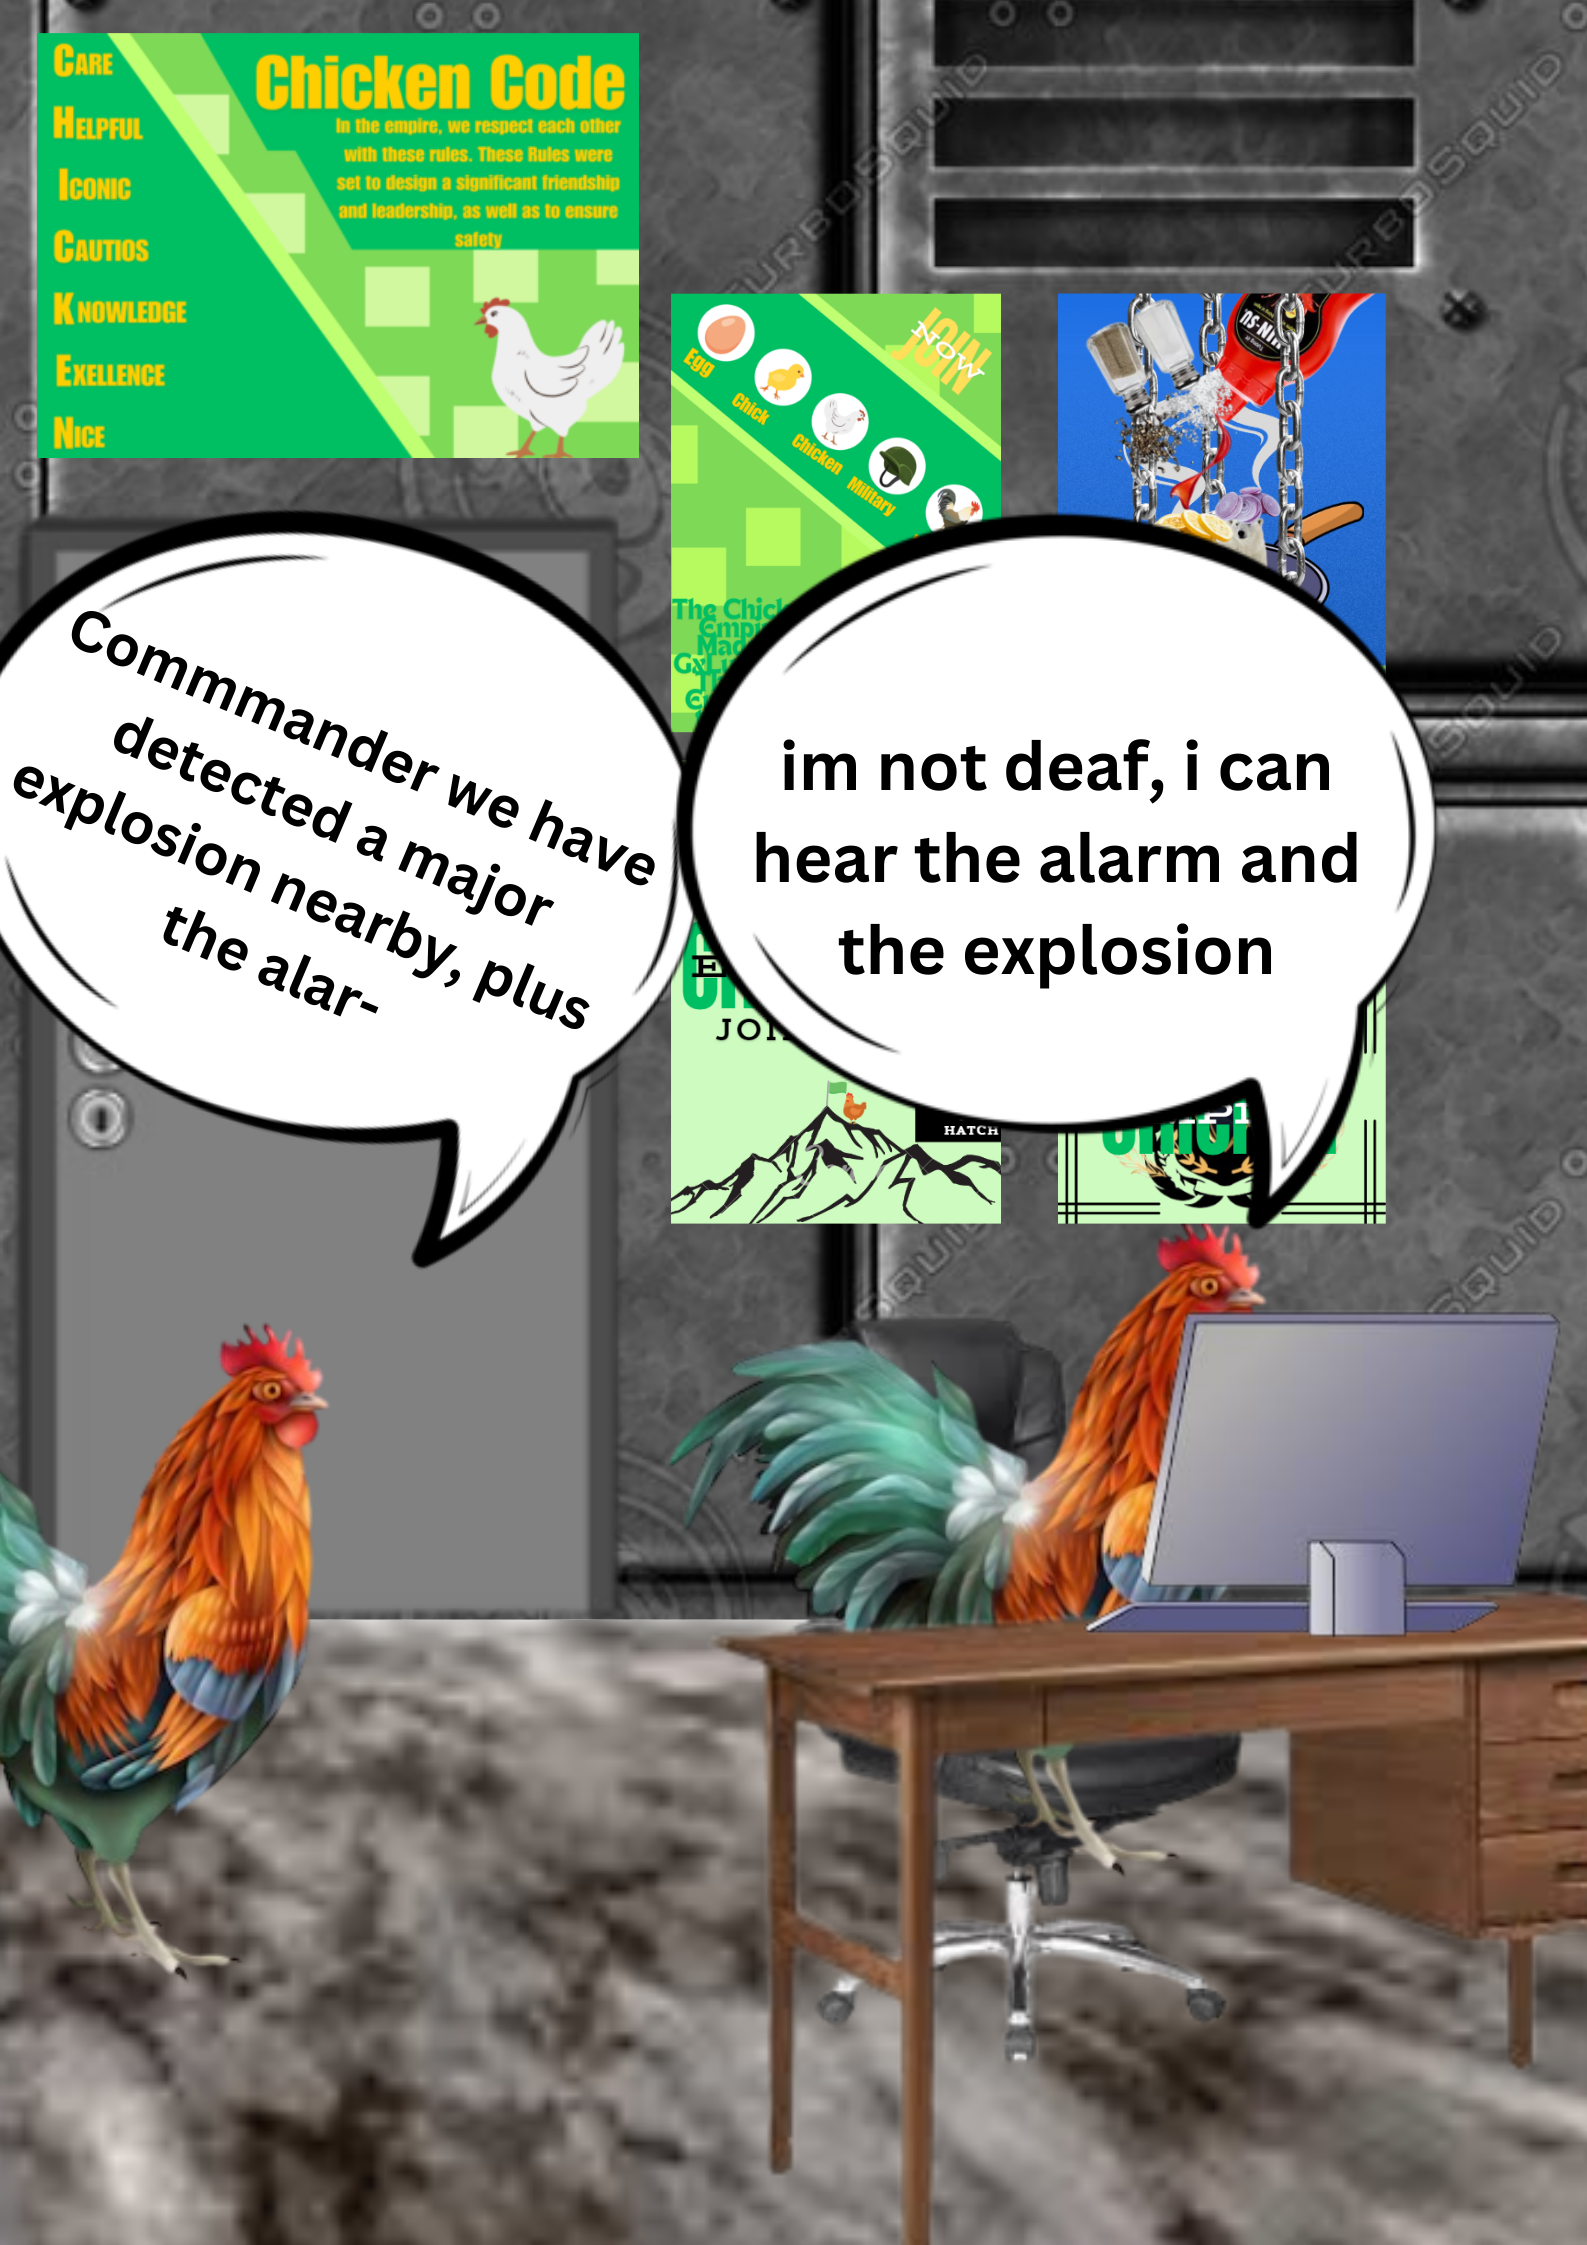 CARE
HELPFUL
ICONIC
CAUTIOS
KNOWLEDGE
EXELLENCE
NICE
Chicken Code
In the empire, we respect each other
with these rules. These Rules were
set to design a significant friendship
and leadership, as well as to ensure
safety
JOIN
NOW
Egg
Chick
Chicken
Military
The
Commmander we have
detected a major
explosion nearby, plus
the alar-
im not deaf, i can
hear the alarm and
the explosion
HATCH